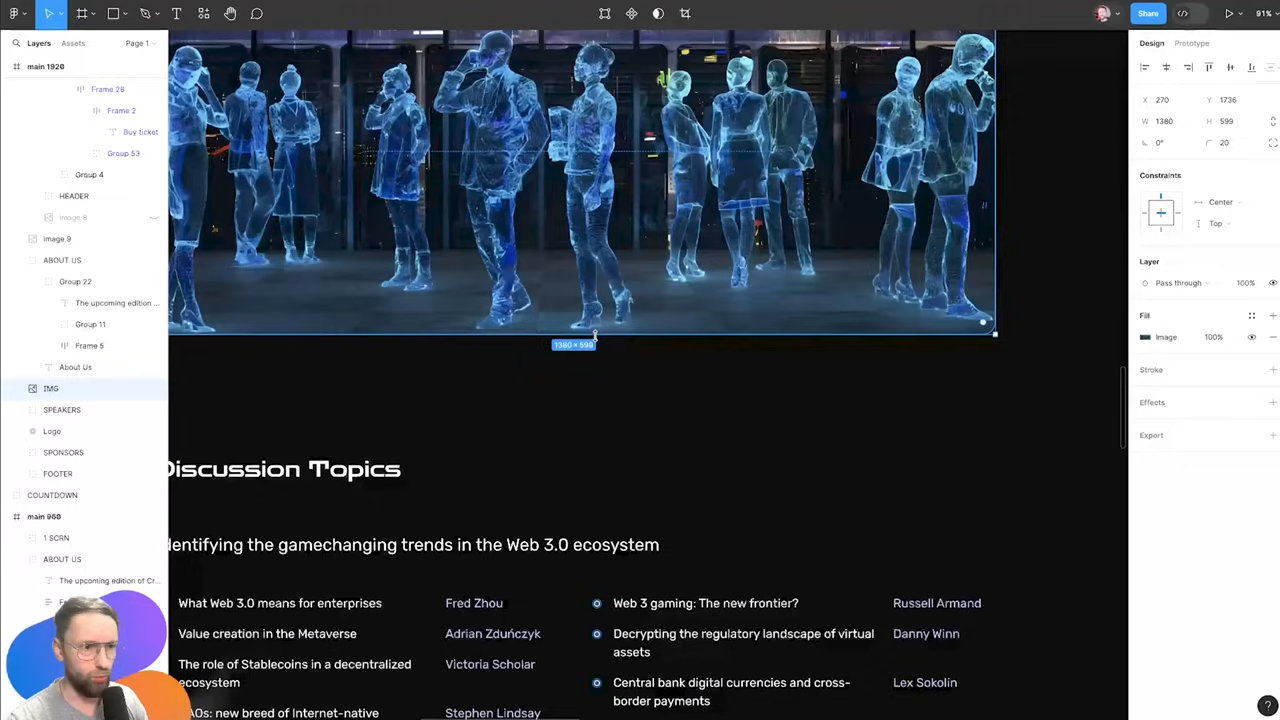 Share
91%
Layers
Assets
Page 1
main 1920
Frame 28
Frame 2
Buy ticket
Group 53
Group 4
HEADER
image 8
image 9
ABOUT US
Group 22
The upcoming edition ...
Group 11
Frame 5
About Us
IMG
SPEAKERS
Logo
SPONSORS
FOOTER
COUNTDOWN
main 960
1 SCRN
ABOUT US
The upcoming edition of Cr...
1380 × 599
Discussion Topics
dentifying the gamechanging trends in the Web 3.0 ecosystem
What Web 3.0 means for enterprises
Fred Zhou
Value creation in the Metaverse
Adrian Zduńczyk
The role of Stablecoins in a decentralized
ecosystem
Victoria Scholar
AOs: new breed of Internet-native
Stephen Lindsay
Web 3 gaming: The new frontier?
Russell Armand
Decrypting the regulatory landscape of virtual
assets
Danny Winn
Central bank digital currencies and cross-
border payments
Lex Sokolin
Design
Prototype
X 270
Y 1736
W 1380
H 599
0°
20
Constraints
Center
Top
Layer
Pass through
100%
Fill
Image
100%
Stroke
Effects
Export
?